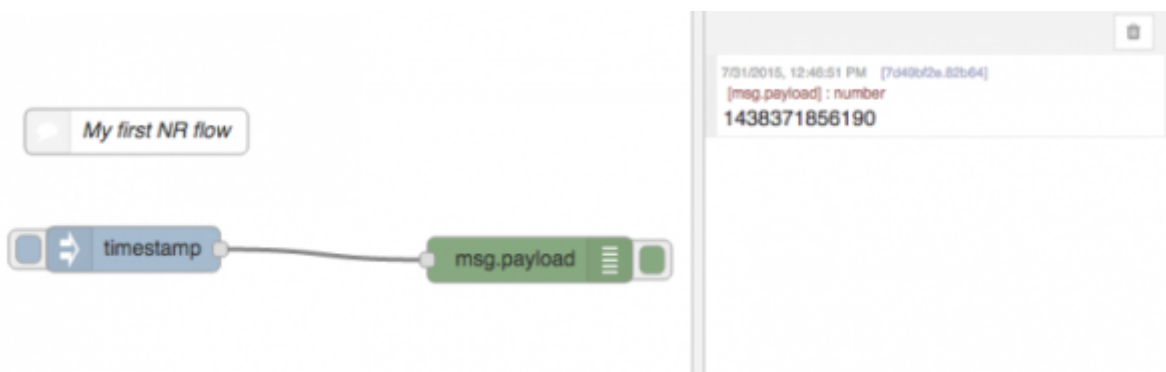 My first NR flow
timestamp
msg.payload
7/31/2015, 12:46:51 PM [7d49bf2e.82b64]
[msg.payload] : number
1438371856190